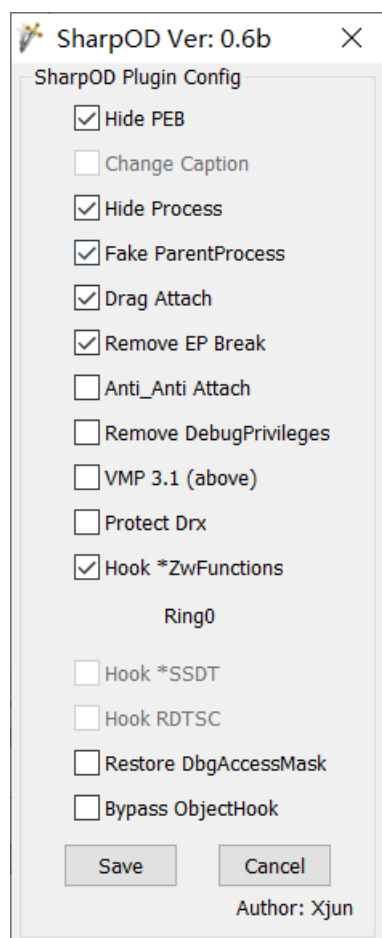 SharpOD Ver: 0.6b
SharpOD Plugin Config
Hide PEB
Change Caption
Hide Process
Fake ParentProcess
Drag Attach
Remove EP Break
Anti_Anti Attach
Remove DebugPrivileges
VMP 3.1 (above)
Protect Drx
Hook *ZwFunctions
Ring0
Hook *SSDT
Hook RDTSC
Restore DbgAccessMask
Bypass ObjectHook
Save Cancel
Author: Xjun